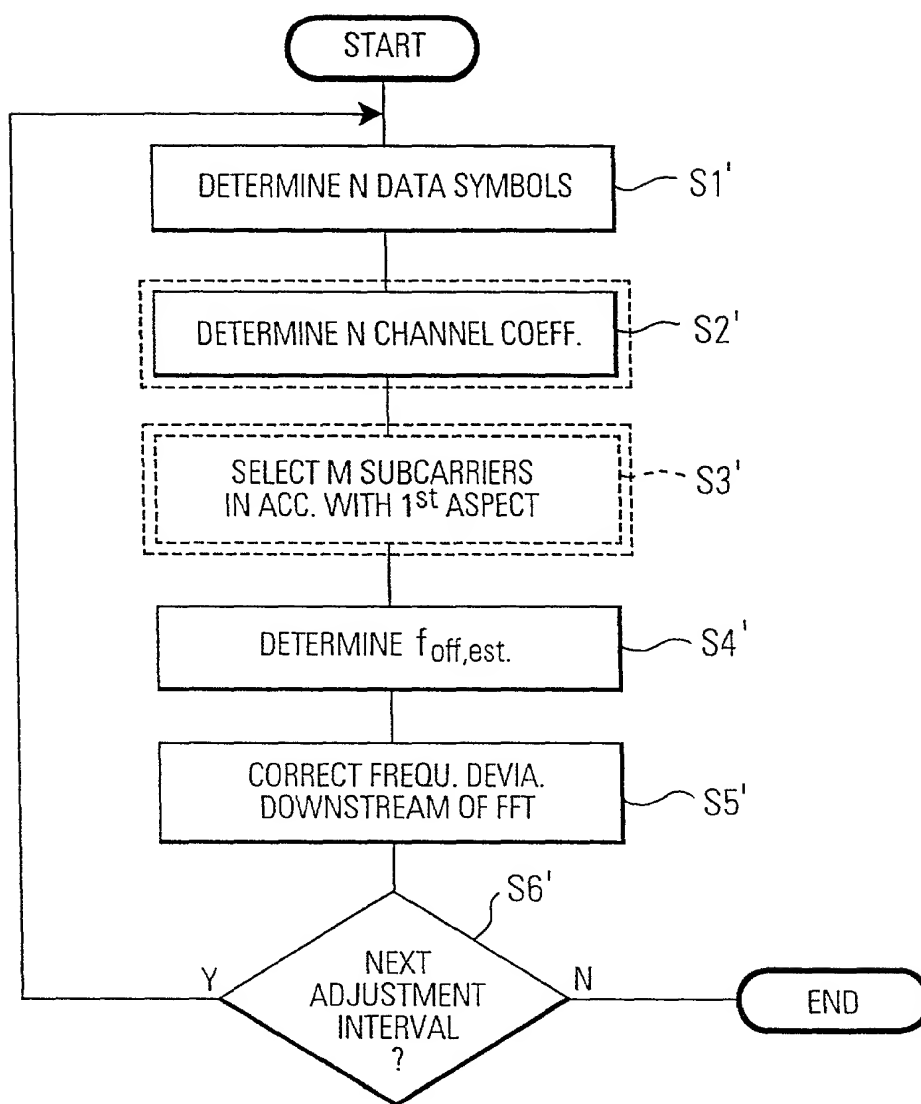 START
DETERMINE N DATA SYMBOLS
S1'
DETERMINE N CHANNEL COEFF.
S2'
SELECT M SUBCARRIERS
IN ACC. WITH 1st ASPECT
S3'
DETERMINE foff,est.
S4'
CORRECT FREQU. DEVIA.
DOWNSTREAM OF FFT
S5'
S6'
Y
NEXT
ADJUSTMENT
INTERVAL
?
N
END